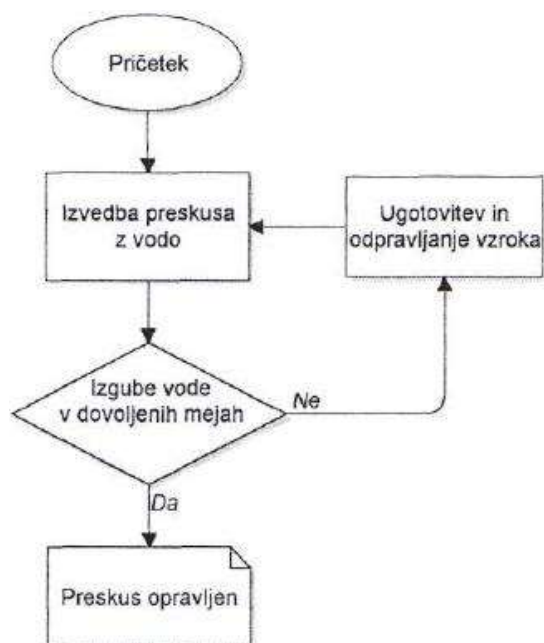 Pričetek
Izvedba preskusa
z vodo
Ugotovitev in
odpravljanje vzroka
Izgube vode
v dovoljenih mejah
Ne
Da
Preskus opravljen